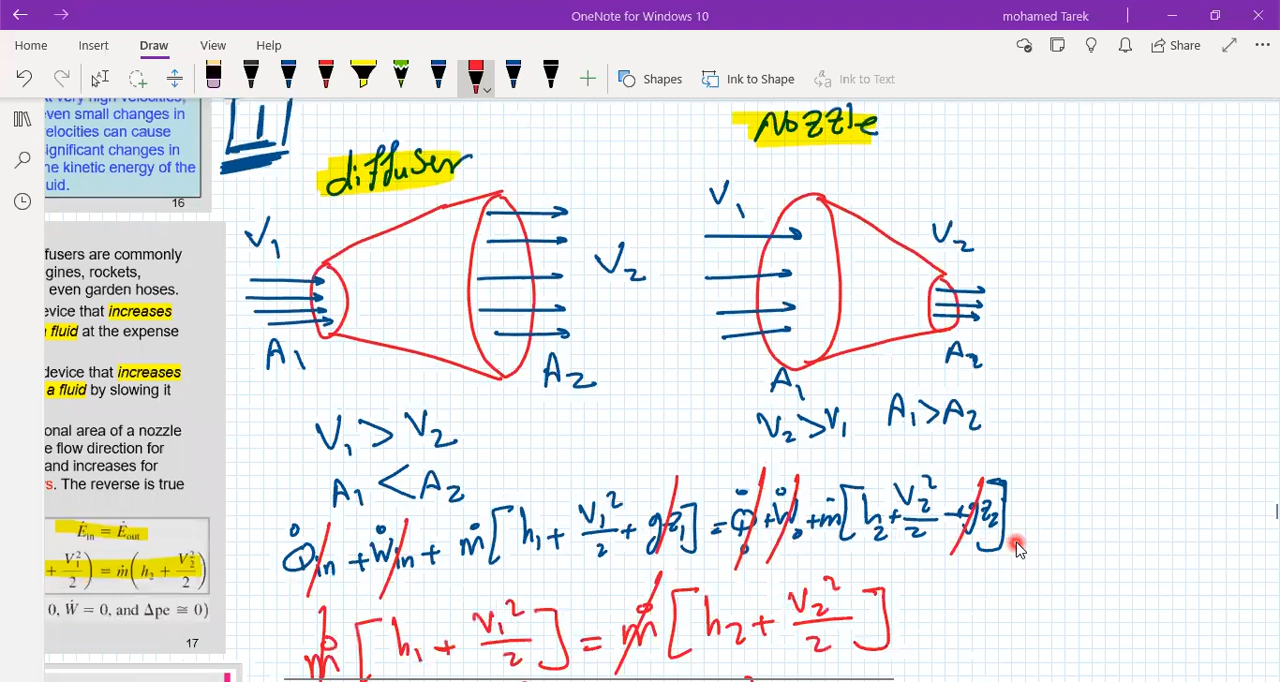 OneNote for Windows 10
mohamed Tarek
Home Insert Draw View Help
Share
Shapes Ink to Shape Ink to Text
At very high velocities,
even small changes in
velocities can cause
significant changes in
he kinetic energy of the
luid.
16
fusers are commonly
gines, rockets,
even garden hoses.
evice that increases
fluid at the expense
device that increases
a fluid by slowing it
onal area of a nozzle
e flow direction for
and increases for
rs. The reverse is true
Ėin = Ėout
+ V₁²/2) = ṁ(h₂ + V₂²/2)
0, Ẇ = 0, and Δpe ≅ 0)
17
diffuser
V₁
A₁
V₂
A₂
V₁ > V₂
A₁ < A₂
Nozzle
V₁
V₂
A₁
A₂
V₂ > V₁ A₁ > A₂
Q̇in + Ẇin + ṁ[h₁ + V₁²/2 + gz₁] = Q̇o + Ẇo + ṁ[h₂ + V₂²/2 + gz₂]
ṁ[h₁ + V₁²/2] = ṁ[h₂ + V₂²/2]